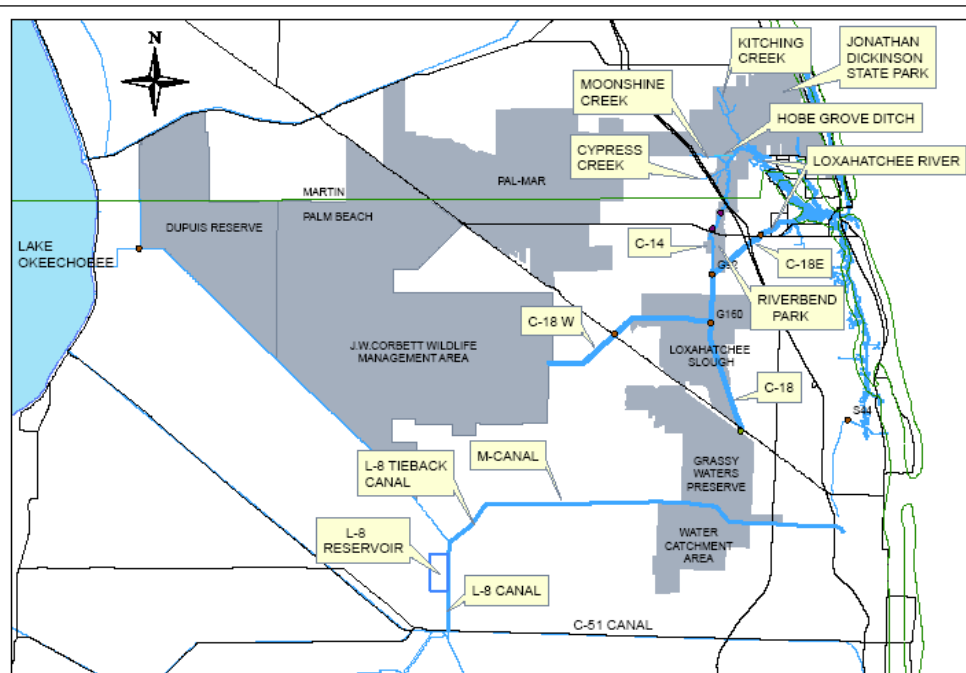 N
KITCHING
CREEK
JONATHAN
DICKINSON
STATE PARK
MOONSHINE
CREEK
HOBE GROVE DITCH
CYPRESS
CREEK
LOXAHATCHEE RIVER
PAL-MAR
MARTIN
PALM BEACH
DUPUIS RESERVE
LAKE
OKEECHOBEE
C-14
C-18E
RIVERBEND
PARK
C-18 W
G160
J.W.CORBETT WILDLIFE
MANAGEMENT AREA
LOXAHATCHEE
SLOUGH
C-18
S44
L-8 TIEBACK
CANAL
M-CANAL
GRASSY
WATERS
PRESERVE
L-8
RESERVOIR
WATER
CATCHMENT
AREA
L-8 CANAL
C-51 CANAL